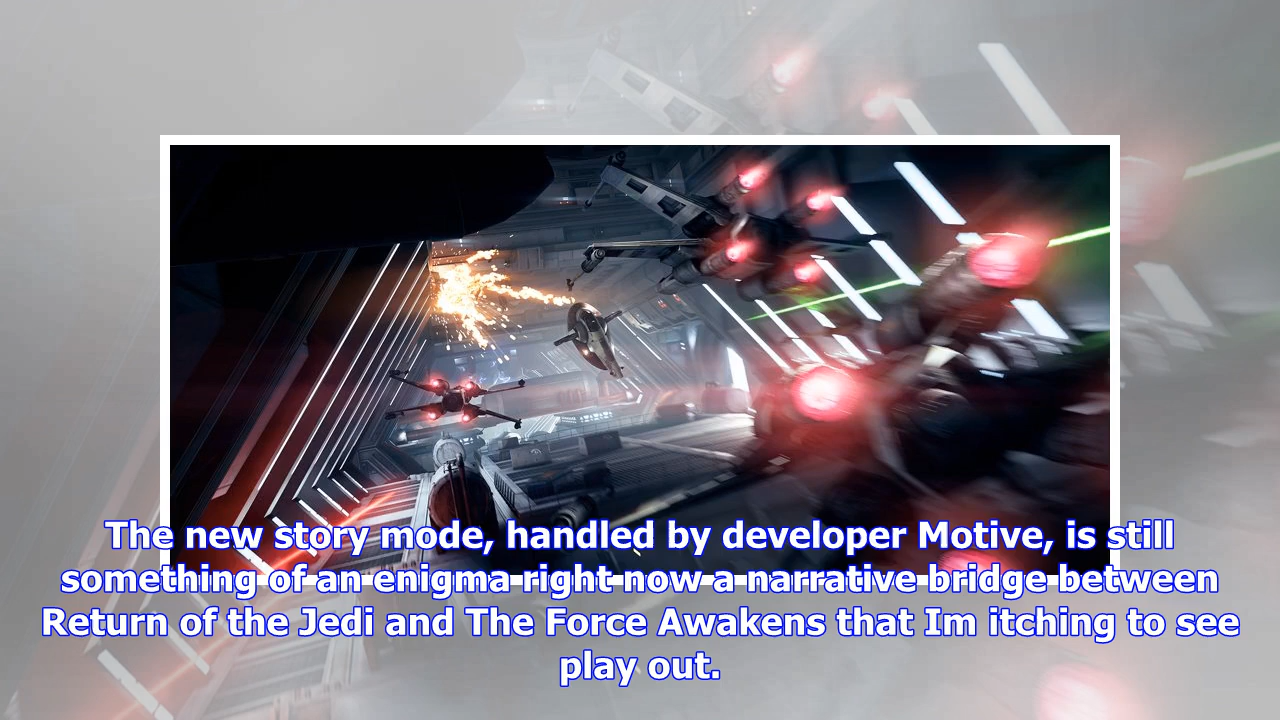 The new story mode, handled by developer Motive, is still
something of an enigma right now a narrative bridge between
Return of the Jedi and The Force Awakens that Im itching to see
play out.